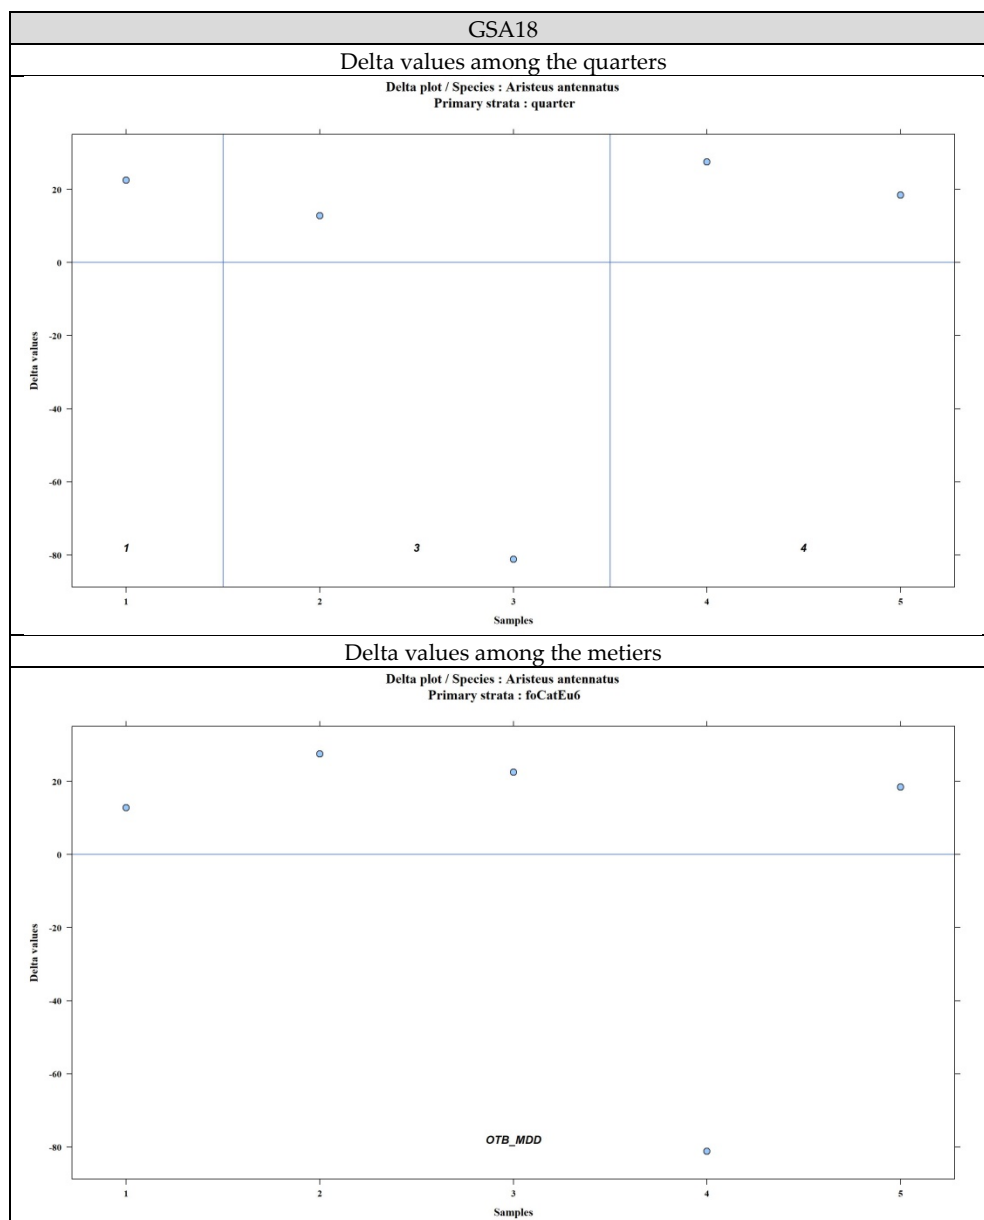 GSA18
Delta values among the quarters
Delta plot / Species : Aristeus antennatus
Primary strata : quarter
20
0
-20
-40
-60
-80
Delta values
1
3
4
1 2 3 4 5
Samples
Delta values among the metiers
Delta plot / Species : Aristeus antennatus
Primary strata : foCatEu6
20
0
-20
-40
-60
-80
Delta values
OTB_MDD
1 2 3 4 5
Samples